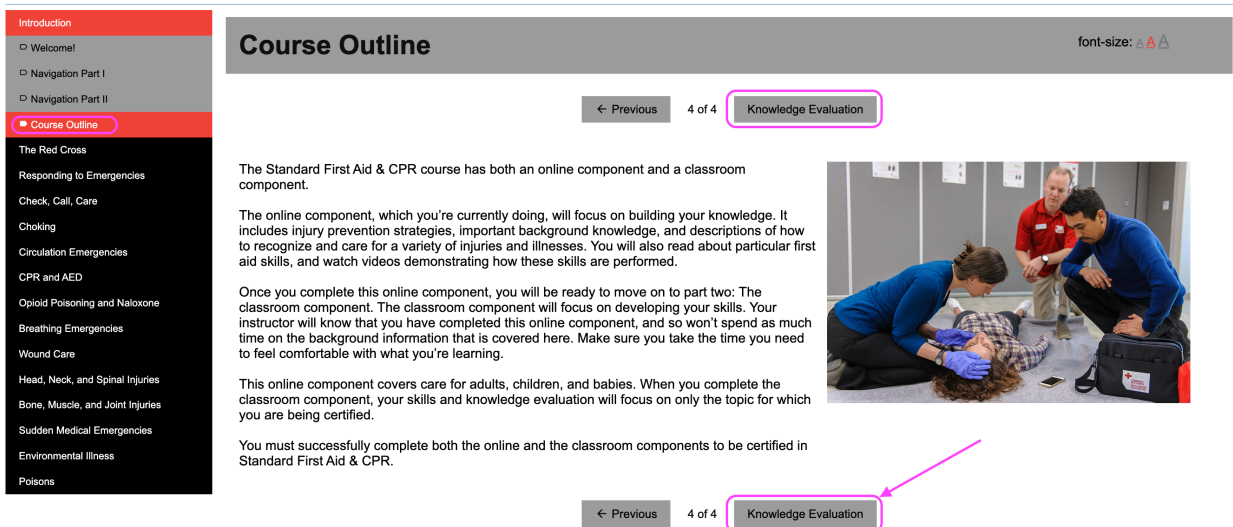 Introduction
Welcome!
Navigation Part I
Navigation Part II
Course Outline
The Red Cross
Responding to Emergencies
Check, Call, Care
Choking
Circulation Emergencies
CPR and AED
Opioid Poisoning and Naloxone
Breathing Emergencies
Wound Care
Head, Neck, and Spinal Injuries
Bone, Muscle, and Joint Injuries
Sudden Medical Emergencies
Environmental Illness
Poisons
Course Outline
font-size: A A A
← Previous 4 of 4 Knowledge Evaluation
The Standard First Aid & CPR course has both an online component and a classroom
component.
The online component, which you’re currently doing, will focus on building your knowledge. It
includes injury prevention strategies, important background knowledge, and descriptions of how
to recognize and care for a variety of injuries and illnesses. You will also read about particular first
aid skills, and watch videos demonstrating how these skills are performed.
Once you complete this online component, you will be ready to move on to part two: The
classroom component. The classroom component will focus on developing your skills. Your
instructor will know that you have completed this online component, and so won’t spend as much
time on the background information that is covered here. Make sure you take the time you need
to feel comfortable with what you’re learning.
This online component covers care for adults, children, and babies. When you complete the
classroom component, your skills and knowledge evaluation will focus on only the topic for which
you are being certified.
You must successfully complete both the online and the classroom components to be certified in
Standard First Aid & CPR.
← Previous 4 of 4 Knowledge Evaluation